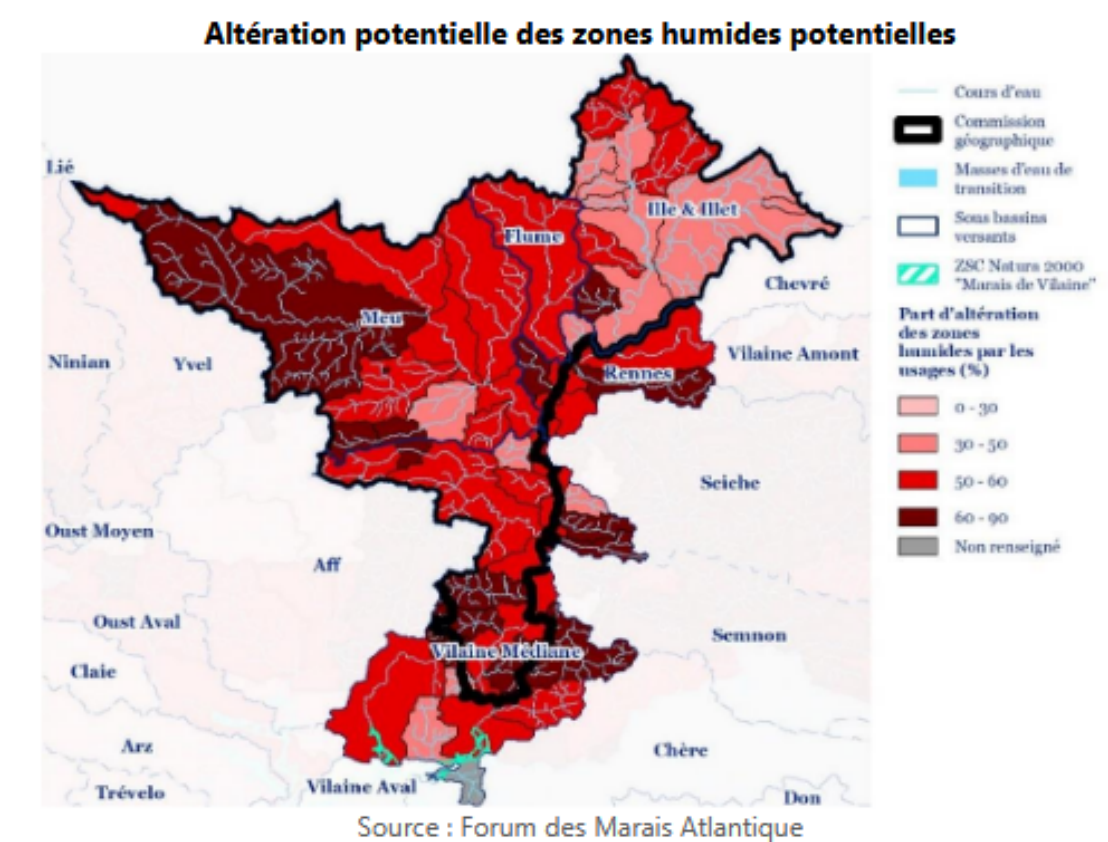 Altération potentielle des zones humides potentielles
Cours d'eau
Commission
géographique
Masses d'eau de
transition
Sous bassins
versants
ZSC Natura 2000
"Marais de Vilaine"
Part d'altération
des zones
humides par les
usages (%)
0 - 30
30 - 50
50 - 60
60 - 90
Non renseigné
Lié
Ille & Illet
Flume
Chevré
Meu
Ninian
Yvel
Vilaine Amont
Rennes
Seiche
Oust Moyen
Aff
Oust Aval
Semnon
Vilaine Médiane
Claie
Arz
Chère
Trévelo
Vilaine Aval
Don
Source : Forum des Marais Atlantique